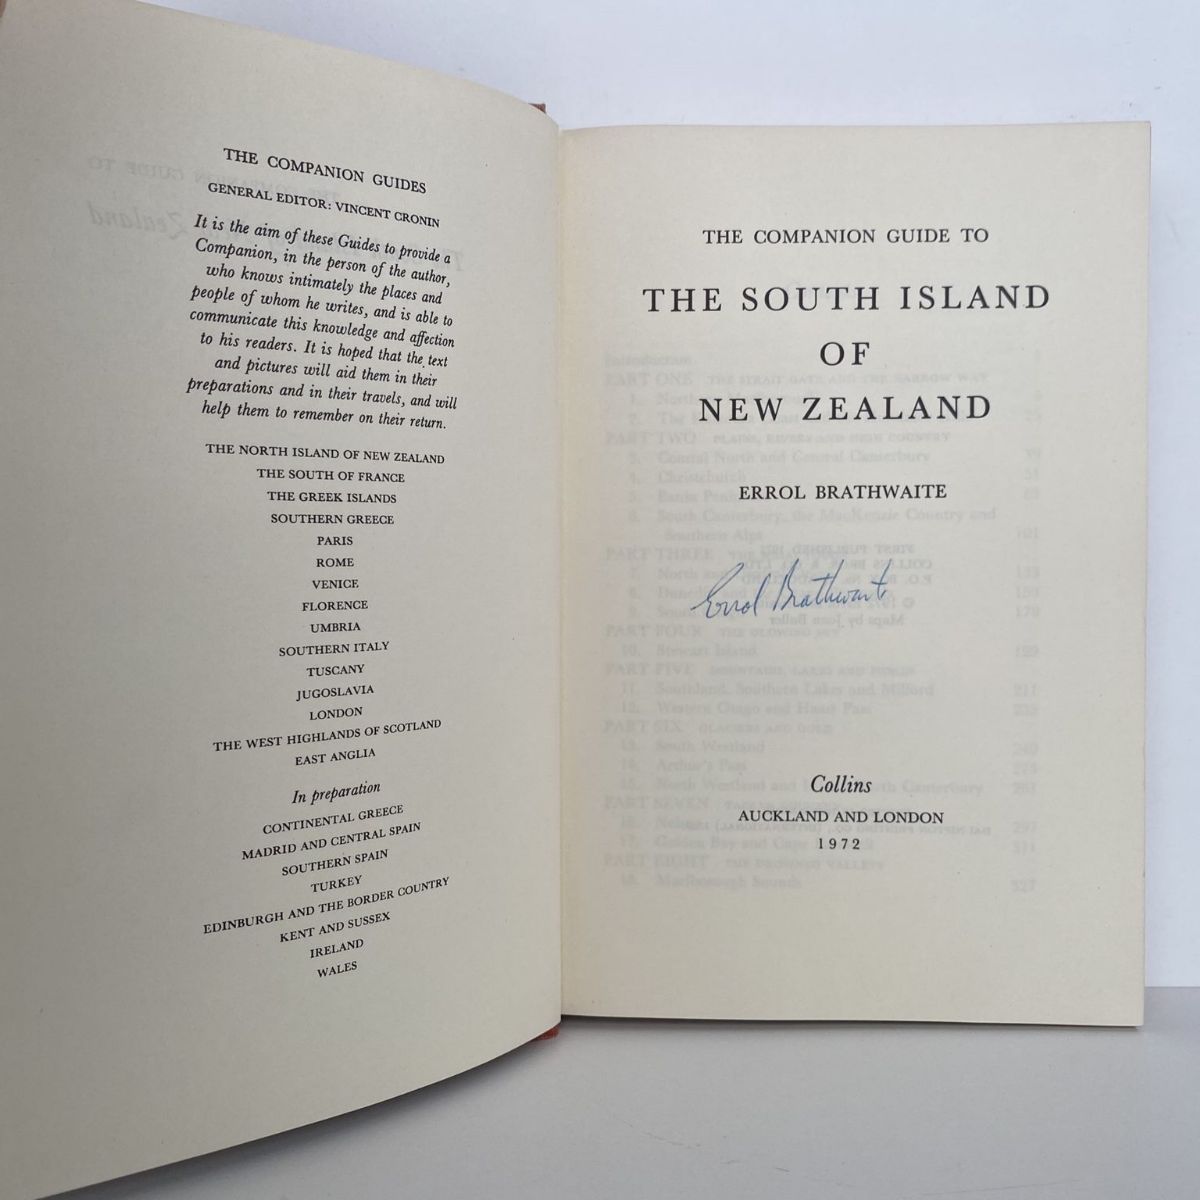 THE COMPANION GUIDES
GENERAL EDITOR: VINCENT CRONIN
It is the aim of these Guides to provide a
Companion, in the person of the author,
who knows intimately the places and
people of whom he writes, and is able to
communicate this knowledge and affection
to his readers. It is hoped that the text
and pictures will aid them in their
preparations and in their travels, and will
help them to remember on their return.
THE NORTH ISLAND OF NEW ZEALAND
THE SOUTH OF FRANCE
THE GREEK ISLANDS
SOUTHERN GREECE
PARIS
ROME
VENICE
FLORENCE
UMBRIA
SOUTHERN ITALY
TUSCANY
JUGOSLAVIA
LONDON
THE WEST HIGHLANDS OF SCOTLAND
EAST ANGLIA
In preparation
CONTINENTAL GREECE
MADRID AND CENTRAL SPAIN
SOUTHERN SPAIN
TURKEY
EDINBURGH AND THE BORDER COUNTRY
KENT AND SUSSEX
IRELAND
WALES
THE COMPANION GUIDE TO
THE SOUTH ISLAND
OF
NEW ZEALAND
ERROL BRATHWAITE
Errol Brathwaite
Collins
AUCKLAND AND LONDON
1972